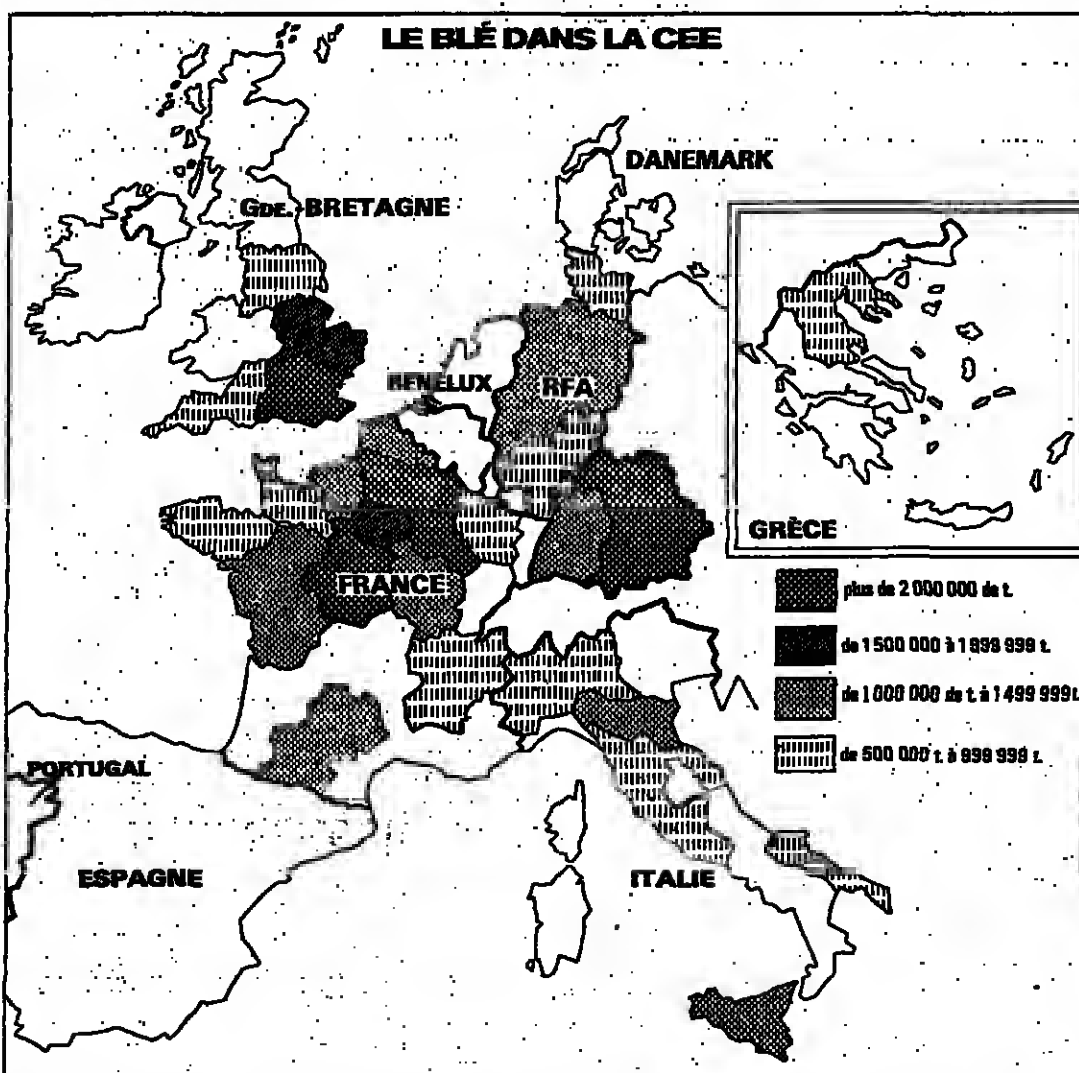 LE BLÉ DANS LA CEE
DANEMARK
GDE. BRETAGNE
BENELUX
RFA
GRÈCE
FRANCE
plus de 2 000 000 de t.
de 1 500 000 à 1 999 999 t.
de 1 000 000 de t. à 1 499 999 t.
de 500 000 t. à 999 999 t.
PORTUGAL
ESPAGNE
ITALIE